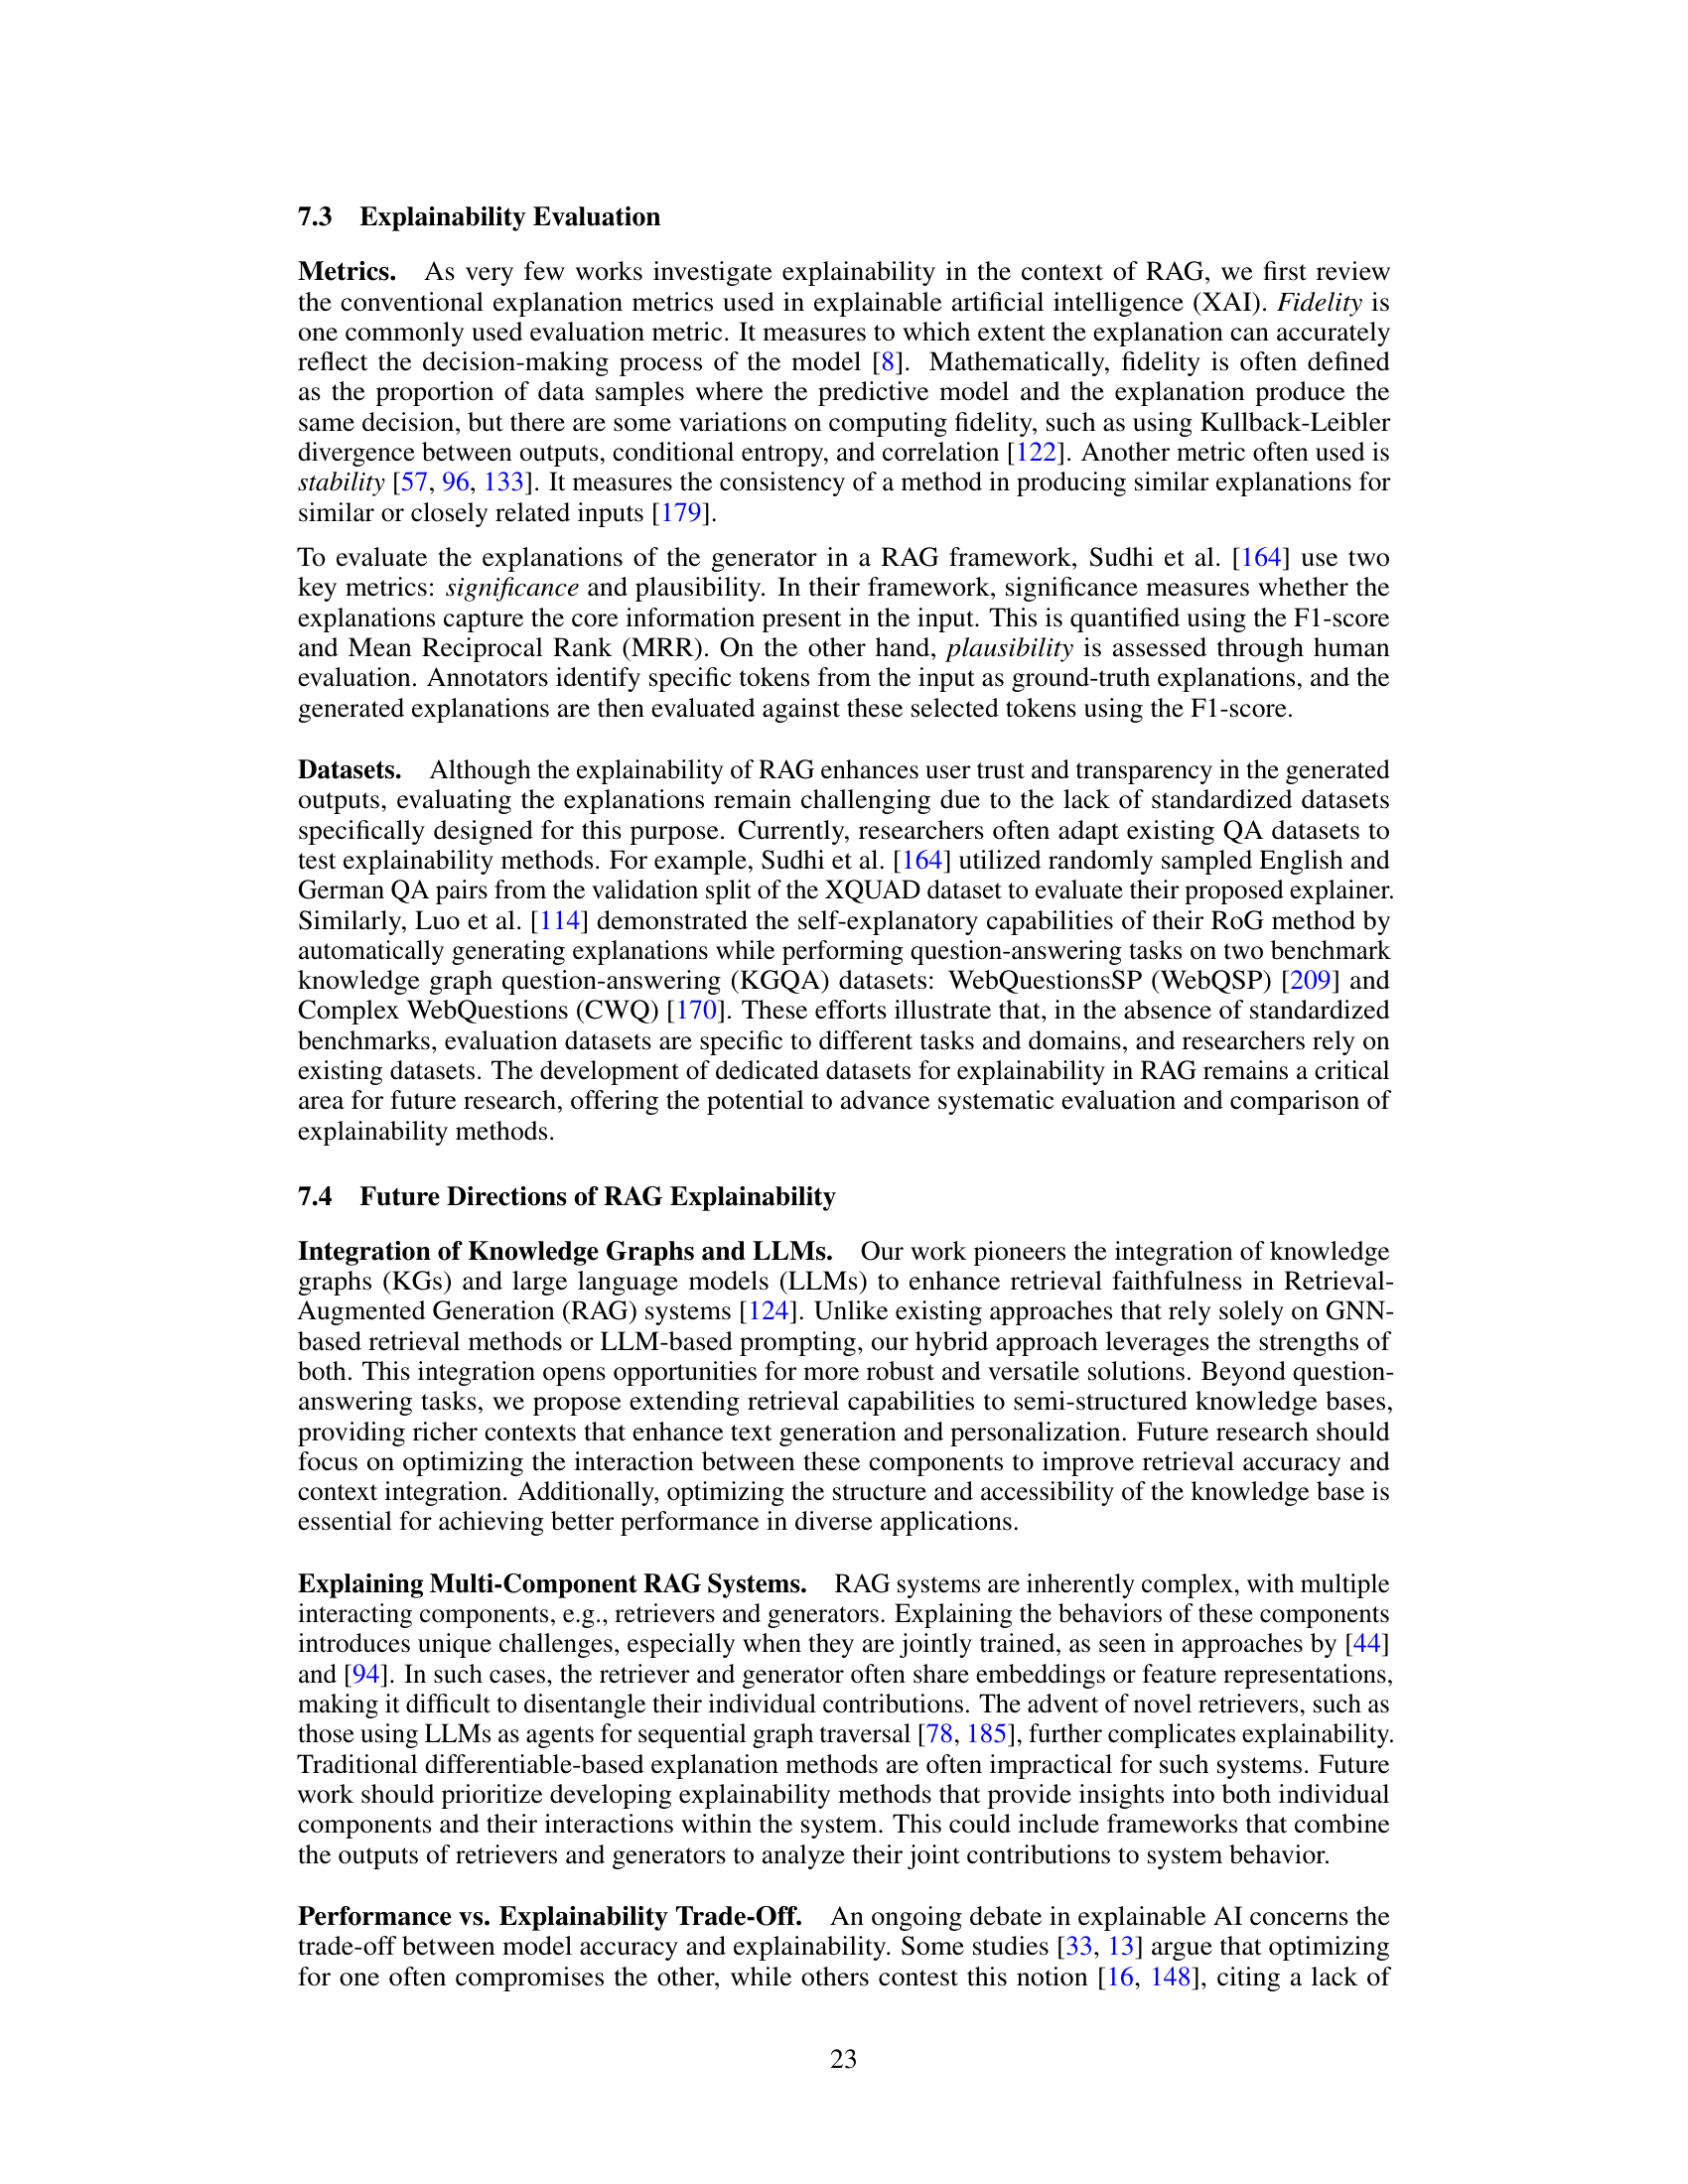 7.3 Explainability Evaluation
Metrics. As very few works investigate explainability in the context of RAG, we first review
the conventional explanation metrics used in explainable artificial intelligence (XAI). Fidelity is
one commonly used evaluation metric. It measures to which extent the explanation can accurately
reflect the decision-making process of the model [8]. Mathematically, fidelity is often defined
as the proportion of data samples where the predictive model and the explanation produce the
same decision, but there are some variations on computing fidelity, such as using Kullback-Leibler
divergence between outputs, conditional entropy, and correlation [122]. Another metric often used is
stability [57, 96, 133]. It measures the consistency of a method in producing similar explanations for
similar or closely related inputs [179].
To evaluate the explanations of the generator in a RAG framework, Sudhi et al. [164] use two
key metrics: significance and plausibility. In their framework, significance measures whether the
explanations capture the core information present in the input. This is quantified using the F1-score
and Mean Reciprocal Rank (MRR). On the other hand, plausibility is assessed through human
evaluation. Annotators identify specific tokens from the input as ground-truth explanations, and the
generated explanations are then evaluated against these selected tokens using the F1-score.
Datasets. Although the explainability of RAG enhances user trust and transparency in the generated
outputs, evaluating the explanations remain challenging due to the lack of standardized datasets
specifically designed for this purpose. Currently, researchers often adapt existing QA datasets to
test explainability methods. For example, Sudhi et al. [164] utilized randomly sampled English and
German QA pairs from the validation split of the XQUAD dataset to evaluate their proposed explainer.
Similarly, Luo et al. [114] demonstrated the self-explanatory capabilities of their RoG method by
automatically generating explanations while performing question-answering tasks on two benchmark
knowledge graph question-answering (KGQA) datasets: WebQuestionsSP (WebQSP) [209] and
Complex WebQuestions (CWQ) [170]. These efforts illustrate that, in the absence of standardized
benchmarks, evaluation datasets are specific to different tasks and domains, and researchers rely on
existing datasets. The development of dedicated datasets for explainability in RAG remains a critical
area for future research, offering the potential to advance systematic evaluation and comparison of
explainability methods.
7.4 Future Directions of RAG Explainability
Integration of Knowledge Graphs and LLMs. Our work pioneers the integration of knowledge
graphs (KGs) and large language models (LLMs) to enhance retrieval faithfulness in Retrieval-
Augmented Generation (RAG) systems [124]. Unlike existing approaches that rely solely on GNN-
based retrieval methods or LLM-based prompting, our hybrid approach leverages the strengths of
both. This integration opens opportunities for more robust and versatile solutions. Beyond question-
answering tasks, we propose extending retrieval capabilities to semi-structured knowledge bases,
providing richer contexts that enhance text generation and personalization. Future research should
focus on optimizing the interaction between these components to improve retrieval accuracy and
context integration. Additionally, optimizing the structure and accessibility of the knowledge base is
essential for achieving better performance in diverse applications.
Explaining Multi-Component RAG Systems. RAG systems are inherently complex, with multiple
interacting components, e.g., retrievers and generators. Explaining the behaviors of these components
introduces unique challenges, especially when they are jointly trained, as seen in approaches by [44]
and [94]. In such cases, the retriever and generator often share embeddings or feature representations,
making it difficult to disentangle their individual contributions. The advent of novel retrievers, such as
those using LLMs as agents for sequential graph traversal [78, 185], further complicates explainability.
Traditional differentiable-based explanation methods are often impractical for such systems. Future
work should prioritize developing explainability methods that provide insights into both individual
components and their interactions within the system. This could include frameworks that combine
the outputs of retrievers and generators to analyze their joint contributions to system behavior.
Performance vs. Explainability Trade-Off. An ongoing debate in explainable AI concerns the
trade-off between model accuracy and explainability. Some studies [33, 13] argue that optimizing
for one often compromises the other, while others contest this notion [16, 148], citing a lack of
23